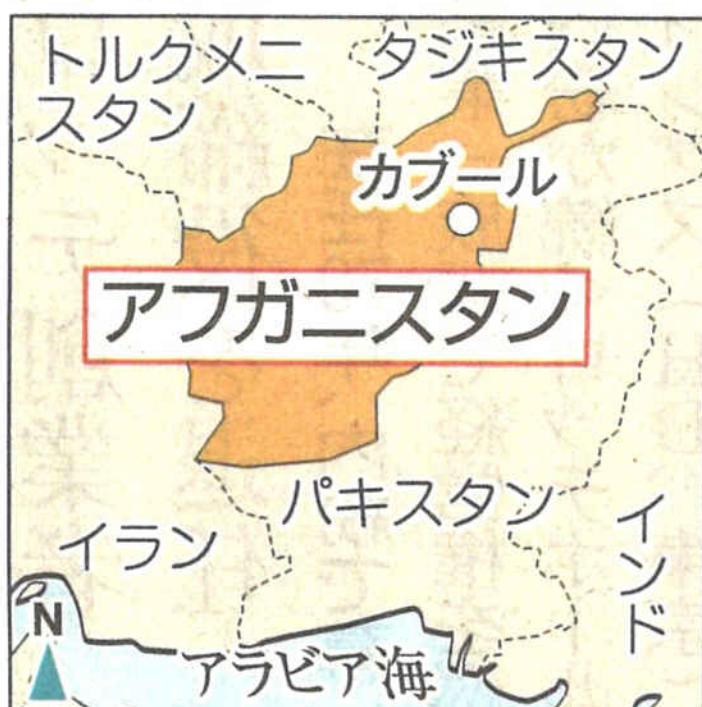 トルクメニ
スタン
タジキスタン
カブール
アフガニスタン
パキスタン
イラン
インド
N
アラビア海